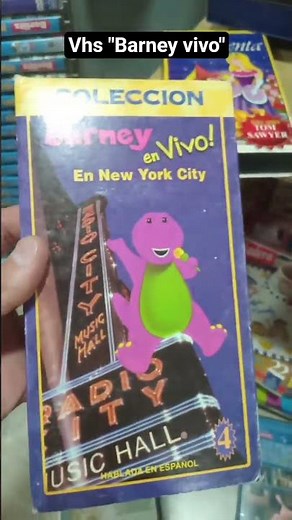 Vhs "Barney vivo"
COLECCION
Barney
en Vivo!
En New York City
RADIO CITY
MUSIC
HALL
RADIO
CITY
MUSIC HALL®
HABLADA EN ESPAÑOL
4
TOM
SAWYER